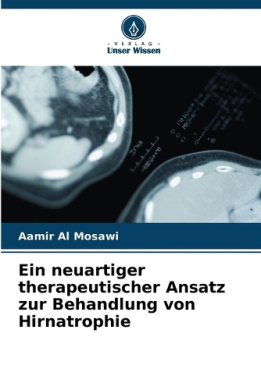 VERLAG
Unser Wissen
Aamir Al Mosawi
Ein neuartiger
therapeutischer Ansatz
zur Behandlung von
Hirnatrophie